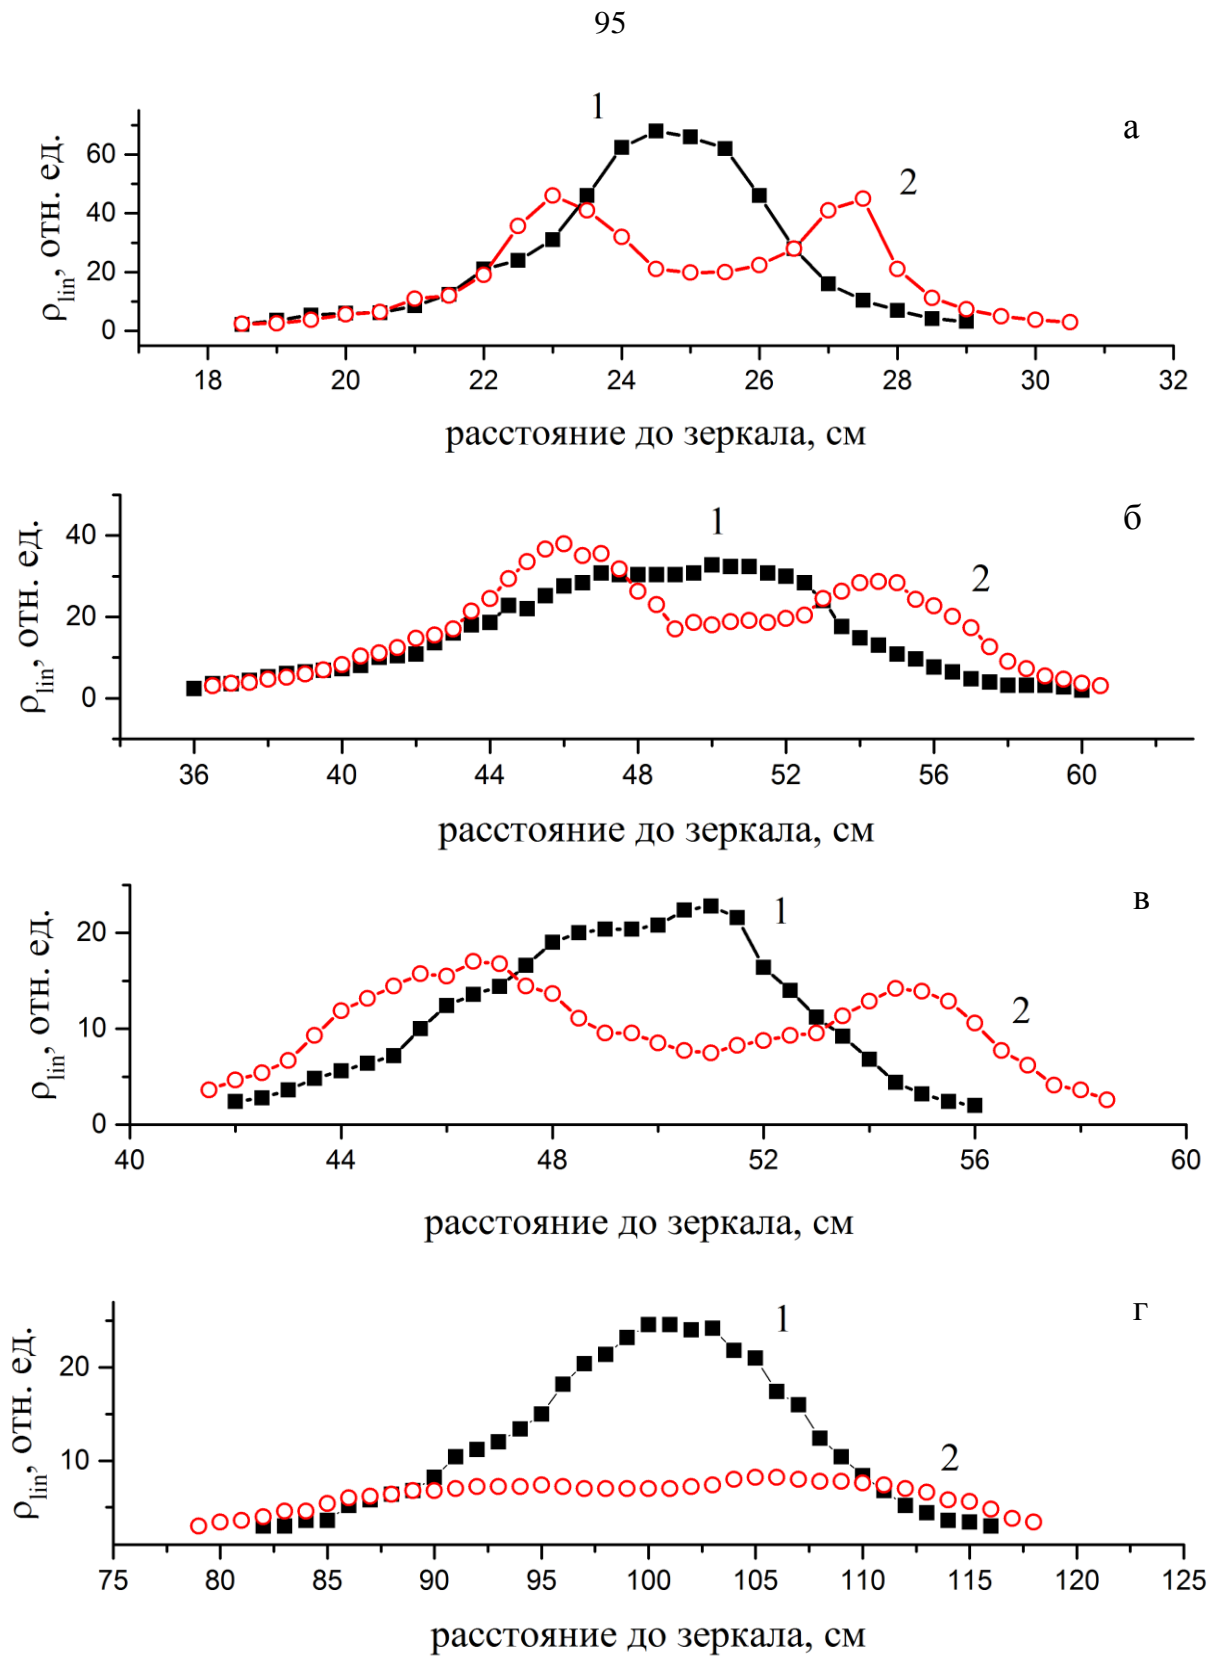 95
1
а
2
60
40
20
0
ρlin, отн. ед.
18 20 22 24 26 28 30 32
расстояние до зеркала, см
1
б
2
40
20
0
ρlin, отн. ед.
36 40 44 48 52 56 60
расстояние до зеркала, см
1
в
2
20
10
0
ρlin, отн. ед.
40 44 48 52 56 60
расстояние до зеркала, см
1
г
2
20
10
ρlin, отн. ед.
75 80 85 90 95 100 105 110 115 120 125
расстояние до зеркала, см